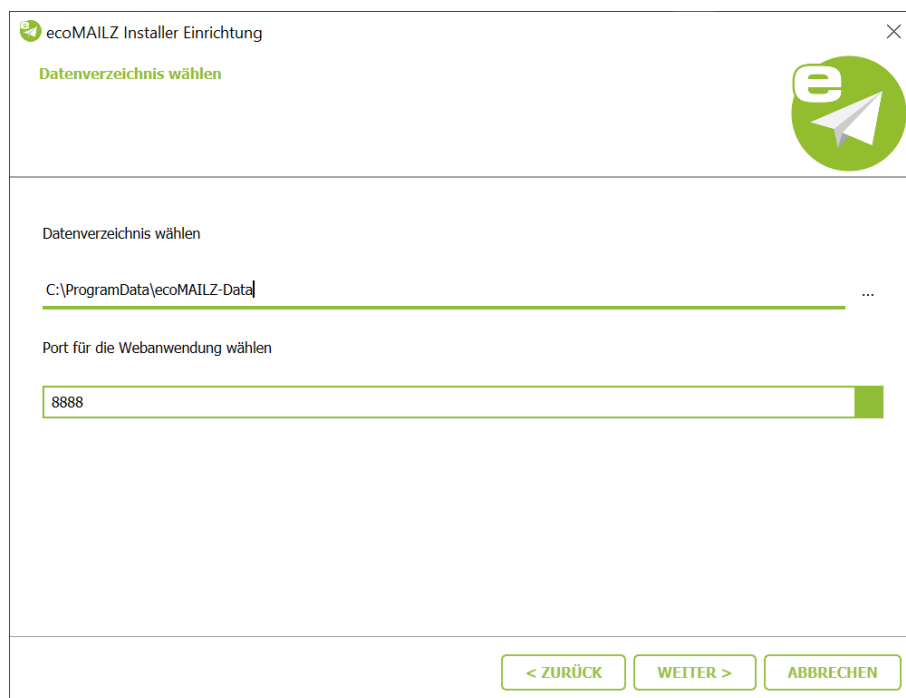 ecoMAILZ Installer Einrichtung
Datenverzeichnis wählen
e
Datenverzeichnis wählen
C:\ProgramData\ecoMAILZ-Data
...
Port für die Webanwendung wählen
8888
< ZURÜCK WEITER > ABBRECHEN